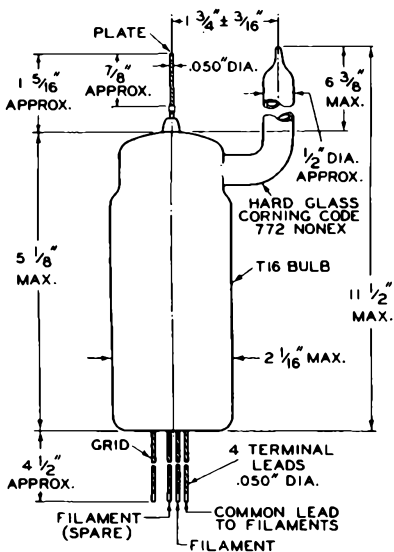 1 3/4" ± 3/16"
PLATE
7/8"
APPROX.
.050" DIA.
1 5/16"
APPROX.
6 3/8"
MAX.
1/2" DIA.
APPROX.
HARD GLASS
CORNING CODE
772 NONEX
5 1/8"
MAX.
T16 BULB
11 1/2"
MAX.
2 1/16" MAX.
GRID
4 1/2"
APPROX.
4 TERMINAL
LEADS
.050" DIA.
FILAMENT
(SPARE)
COMMON LEAD
TO FILAMENTS
FILAMENT